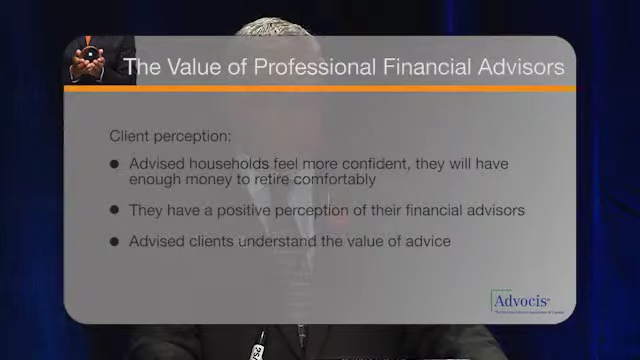 The Value of Professional Financial Advisors
Client perception:
Advised households feel more confident, they will have
enough money to retire comfortably
They have a positive perception of their financial advisors
Advised clients understand the value of advice
Advocis